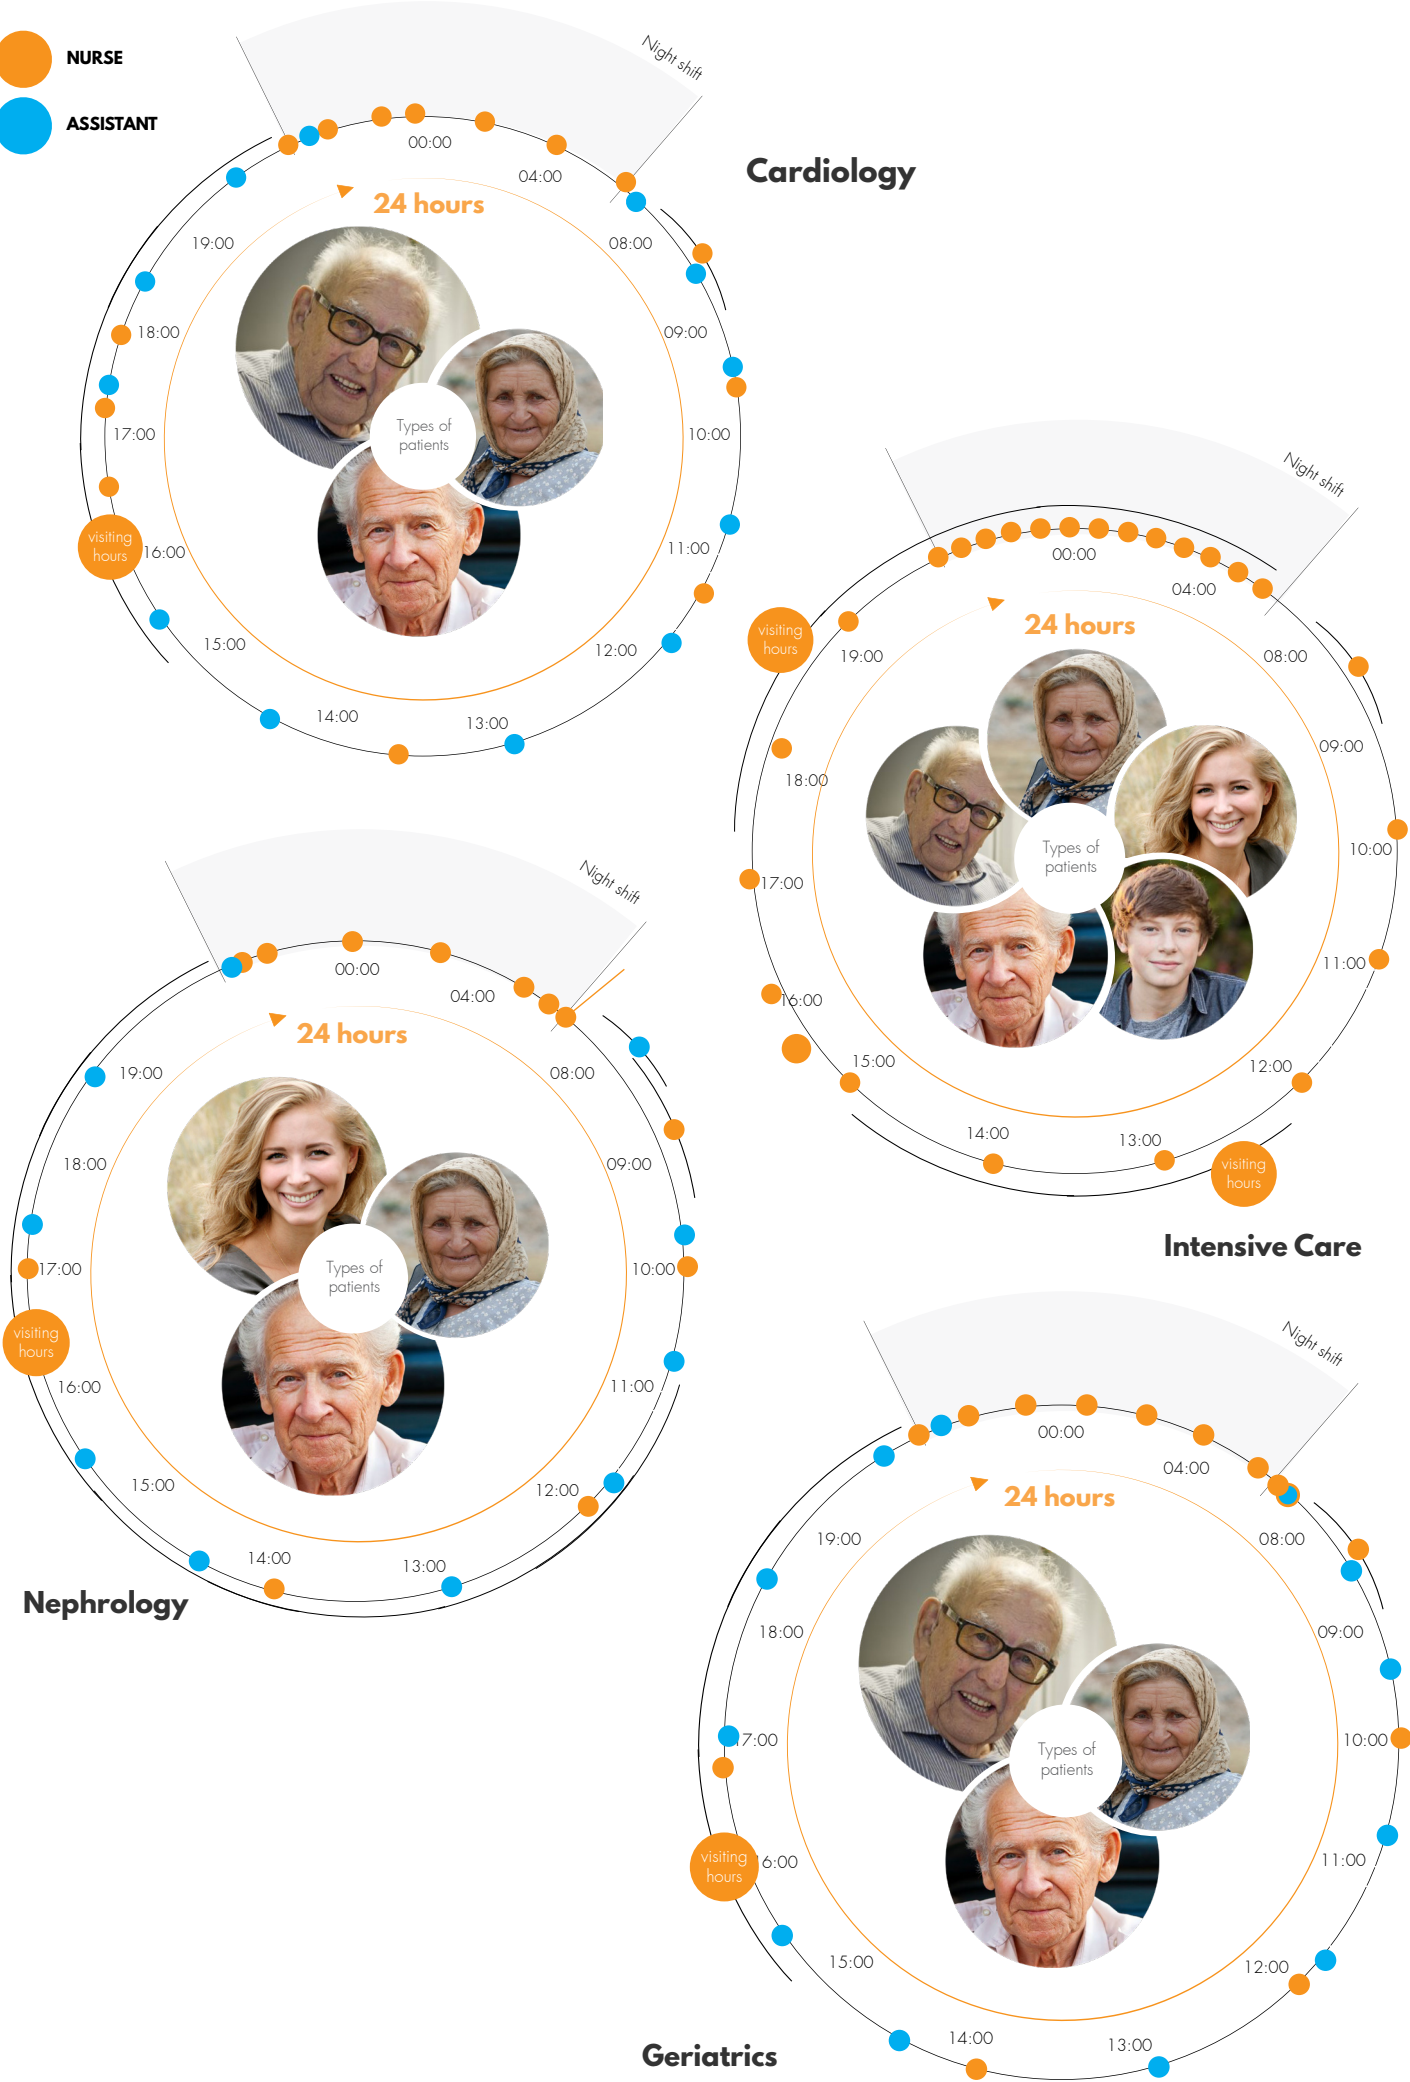 NURSE
ASSISTANT
Night shift
00:00
04:00
Cardiology
24 hours
19:00
08:00
18:00
09:00
Types of
patients
17:00
10:00
visiting
hours
16:00
11:00
15:00
12:00
14:00
13:00
Night shift
00:00
04:00
24 hours
visiting
hours
19:00
08:00
18:00
09:00
Types of
patients
17:00
10:00
16:00
11:00
15:00
12:00
14:00
13:00
visiting
hours
Intensive Care
Night shift
00:00
04:00
24 hours
19:00
08:00
18:00
09:00
Types of
patients
17:00
10:00
visiting
hours
16:00
11:00
15:00
12:00
14:00
13:00
Nephrology
Night shift
00:00
04:00
24 hours
19:00
08:00
18:00
09:00
Types of
patients
17:00
10:00
visiting
hours
6:00
11:00
15:00
12:00
14:00
13:00
Geriatrics